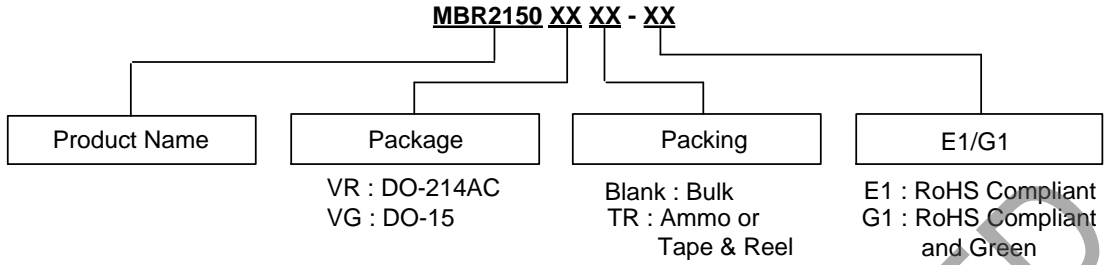 MBR2150 XX XX - XX
Product Name
Package
Packing
E1/G1
VR : DO-214AC
VG : DO-15
Blank : Bulk
TR : Ammo or
Tape & Reel
E1 : RoHS Compliant
G1 : RoHS Compliant
and Green